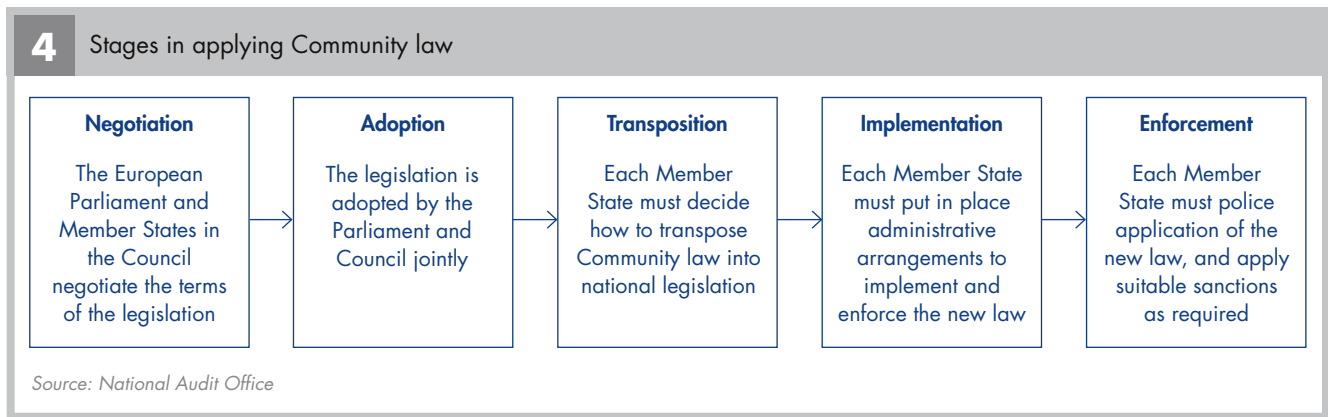 4 Stages in applying Community law
Negotiation
The European
Parliament and
Member States in
the Council
negotiate the terms
of the legislation
Adoption
The legislation is
adopted by the
Parliament and
Council jointly
Transposition
Each Member
State must decide
how to transpose
Community law into
national legislation
Implementation
Each Member State
must put in place
administrative
arrangements to
implement and
enforce the new law
Enforcement
Each Member
State must police
application of the
new law, and apply
suitable sanctions
as required
Source: National Audit Office